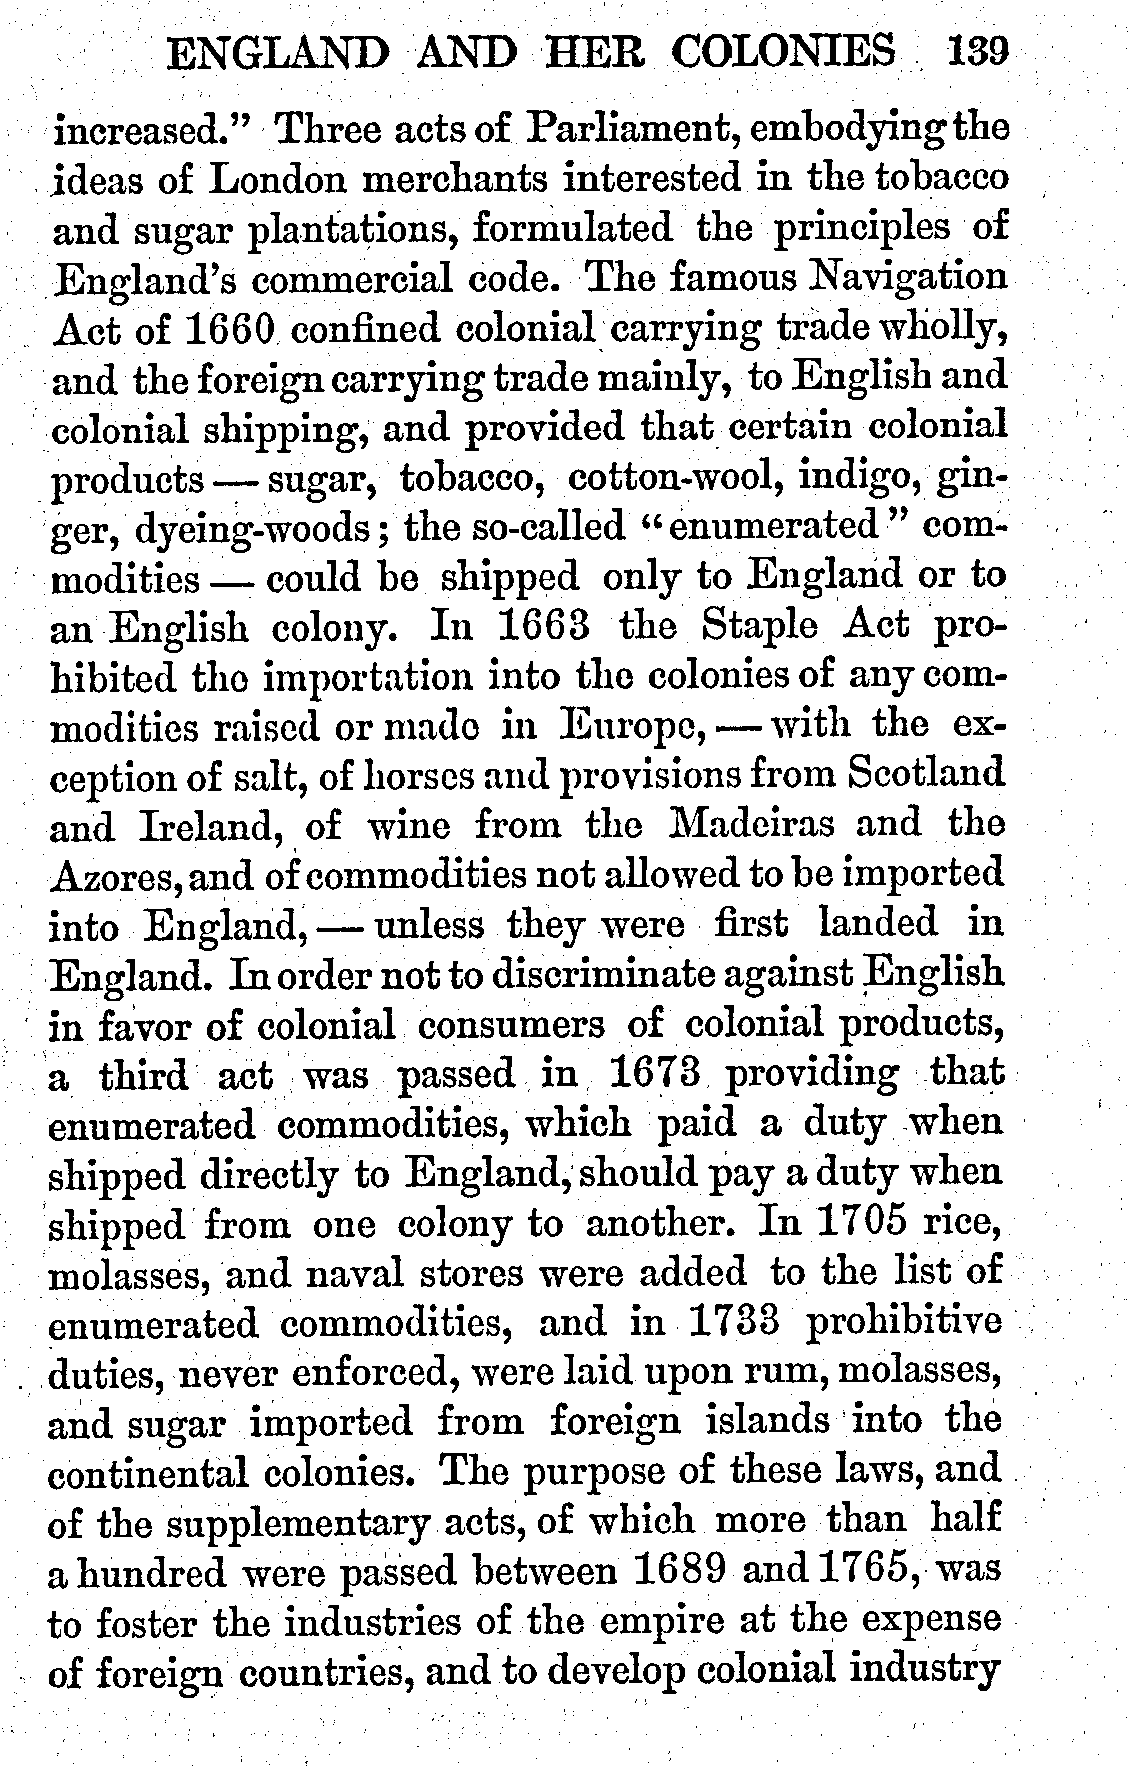 ENGLAND AND HER COLONIES 139
increased." Three acts of Parliament, embodying the
ideas of London merchants interested in the tobacco
and sugar plantations, formulated the principles of
England's commercial code. The famous Navigation
Act of 1660 confined colonial carrying trade wholly,
and the foreign carrying trade mainly, to English and
colonial shipping, and provided that certain colonial
products — sugar, tobacco, cotton-wool, indigo, gin-
ger, dyeing-woods; the so-called "enumerated" com-
modities — could be shipped only to England or to
an English colony. In 1663 the Staple Act pro-
hibited the importation into the colonies of any com-
modities raised or made in Europe, — with the ex-
ception of salt, of horses and provisions from Scotland
and Ireland, of wine from the Madeiras and the
Azores, and of commodities not allowed to be imported
into England, — unless they were first landed in
England. In order not to discriminate against English
in favor of colonial consumers of colonial products,
a third act was passed in 1673 providing that
enumerated commodities, which paid a duty when
shipped directly to England, should pay a duty when
shipped from one colony to another. In 1705 rice,
molasses, and naval stores were added to the list of
enumerated commodities, and in 1733 prohibitive
duties, never enforced, were laid upon rum, molasses,
and sugar imported from foreign islands into the
continental colonies. The purpose of these laws, and
of the supplementary acts, of which more than half
a hundred were passed between 1689 and 1765, was
to foster the industries of the empire at the expense
of foreign countries, and to develop colonial industry